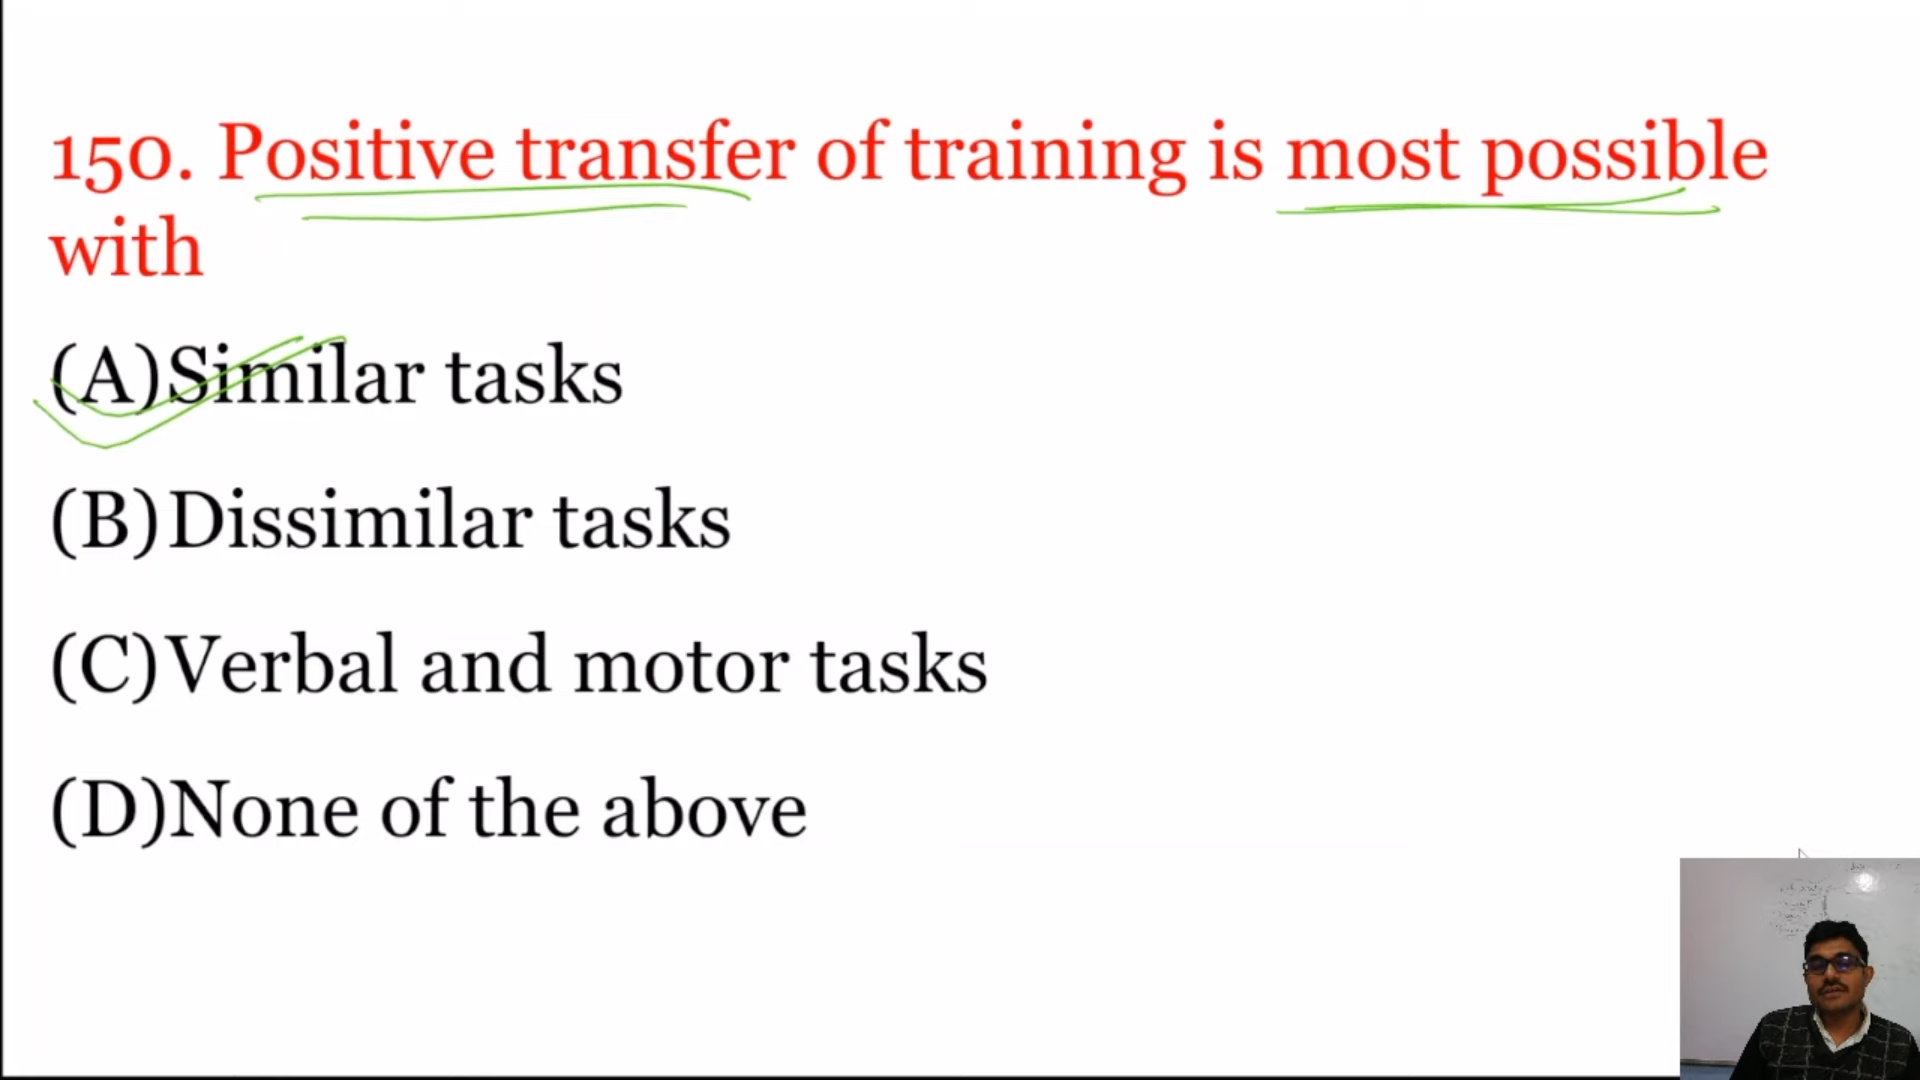 150. Positive transfer of training is most possible
with
(A)Similar tasks
(B)Dissimilar tasks
(C)Verbal and motor tasks
(D)None of the above